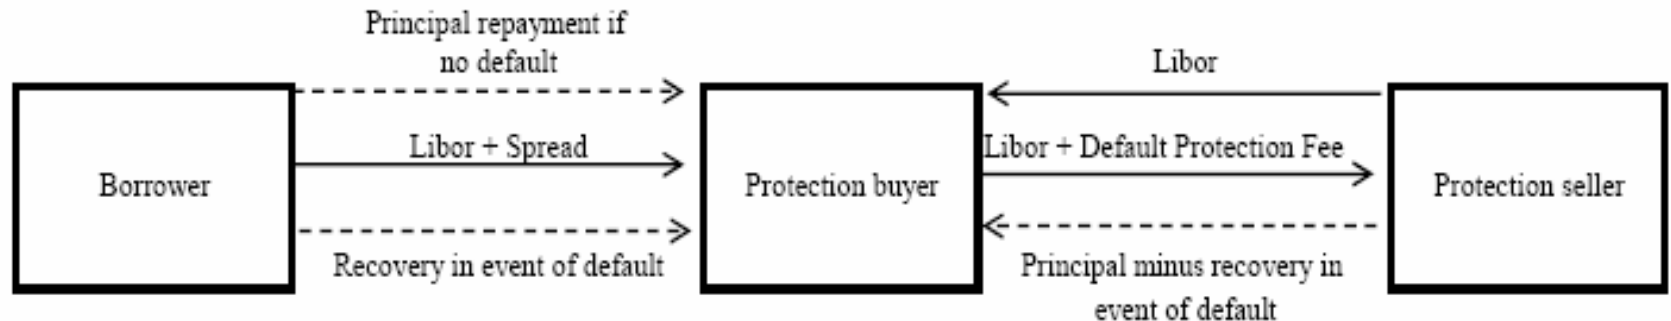 Principal repayment if
no default
Libor
Libor + Spread
Libor + Default Protection Fee
Borrower
Protection buyer
Protection seller
Recovery in event of default
Principal minus recovery in
event of default